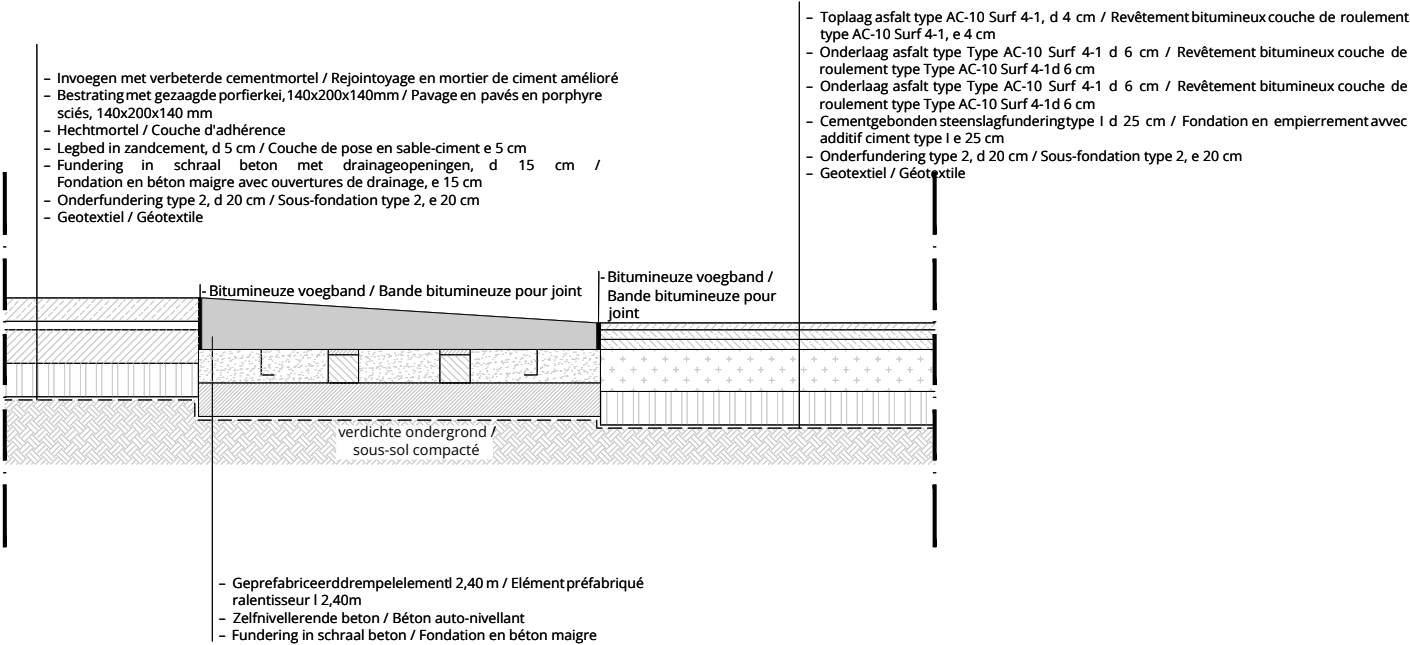 – Toplaag asfalt type AC-10 Surf 4-1, d 4 cm / Revêtement bitumineux couche de roulement
type AC-10 Surf 4-1, e 4 cm
– Onderlaag asfalt type Type AC-10 Surf 4-1 d 6 cm / Revêtement bitumineux couche de
roulement type Type AC-10 Surf 4-1d 6 cm
– Onderlaag asfalt type Type AC-10 Surf 4-1 d 6 cm / Revêtement bitumineux couche de
roulement type Type AC-10 Surf 4-1d 6 cm
– Cementgebonden steenslagfundering type I d 25 cm / Fondation en empierrement avvec
additif ciment type I e 25 cm
– Onderfundering type 2, d 20 cm / Sous-fondation type 2, e 20 cm
– Geotextiel / Géotextile
– Invoegen met verbeterde cementmortel / Rejointoyage en mortier de ciment amélioré
– Bestrating met gezaagde porfierkei, 140x200x140mm / Pavage en pavés en porphyre
sciés, 140x200x140 mm
– Hechtmortel / Couche d'adhérence
– Legbed in zandcement, d 5 cm / Couche de pose en sable-ciment e 5 cm
– Fundering in schraal beton met drainageopeningen, d 15 cm /
Fondation en béton maigre avec ouvertures de drainage, e 15 cm
– Onderfundering type 2, d 20 cm / Sous-fondation type 2, e 20 cm
– Geotextiel / Géotextile
- Bitumineuze voegband / Bande bitumineuze pour joint
- Bitumineuze voegband /
Bande bitumineuze pour
joint
verdichte ondergrond /
sous-sol compacté
– Geprefabriceerd drempelelement l 2,40 m / Elément préfabriqué
ralentisseur l 2,40m
– Zelfnivellerende beton / Béton auto-nivellant
– Fundering in schraal beton / Fondation en béton maigre